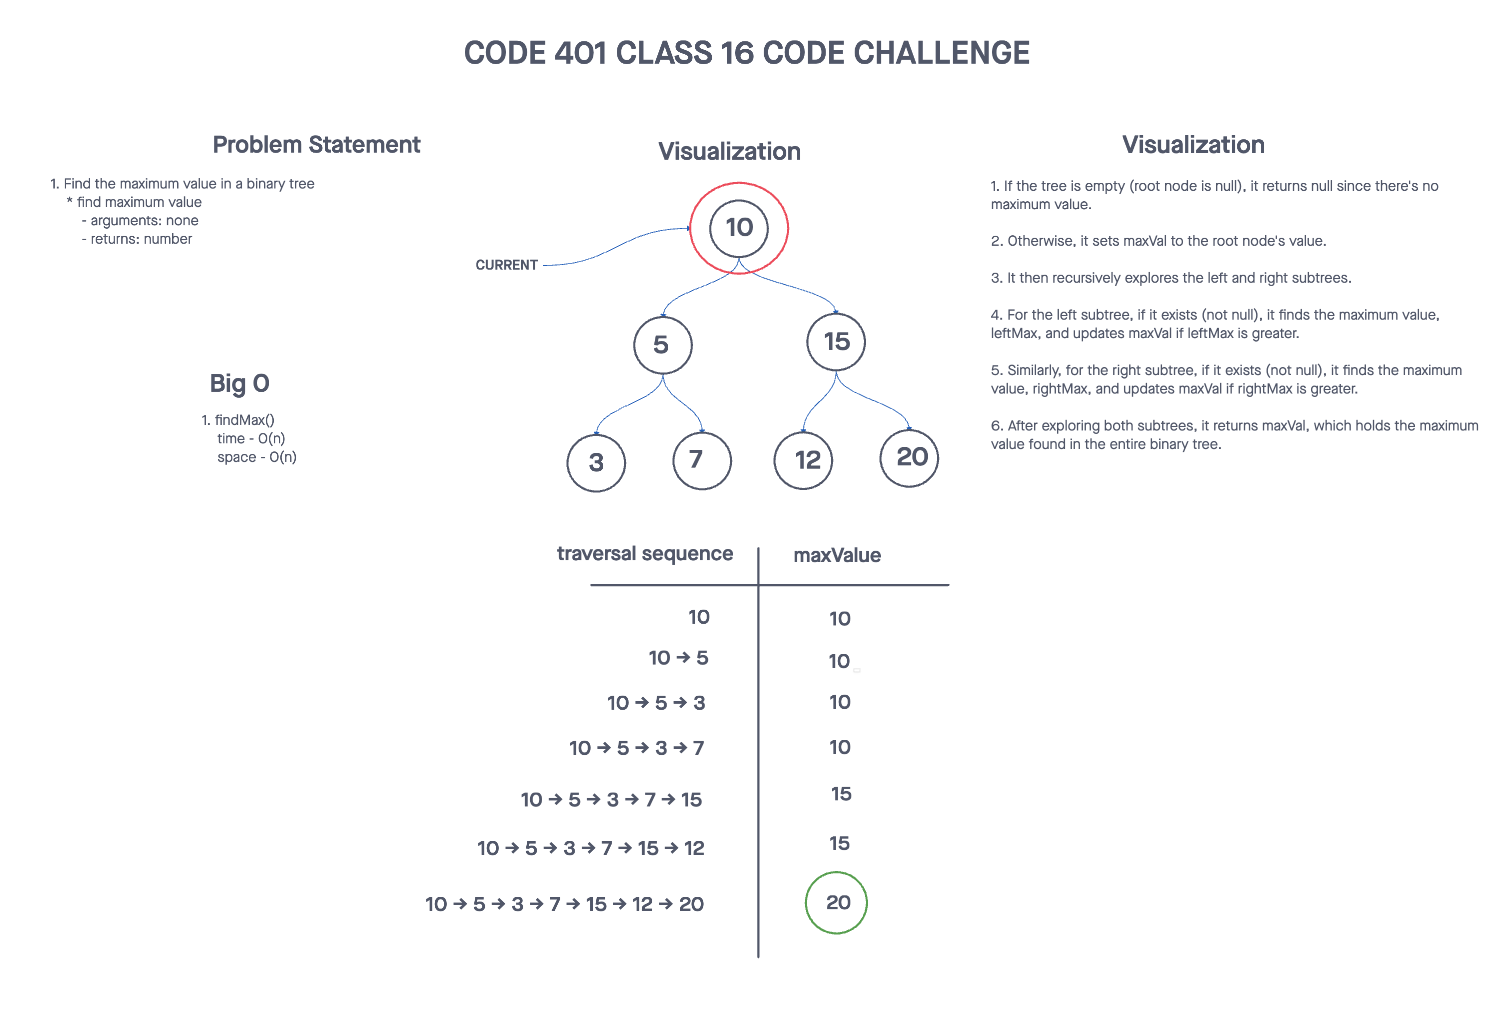 CODE 401 CLASS 16 CODE CHALLENGE
Problem Statement
1. Find the maximum value in a binary tree
* find maximum value
- arguments: none
- returns: number
Big O
1. findMax()
time - O(n)
space - O(n)
Visualization
10
CURRENT
5
15
3
7
12
20
traversal sequence
maxValue
10
10
10 → 5
10
10 → 5 → 3
10
10 → 5 → 3 → 7
10
10 → 5 → 3 → 7 → 15
15
10 → 5 → 3 → 7 → 15 → 12
15
10 → 5 → 3 → 7 → 15 → 12 → 20
20
Visualization
1. If the tree is empty (root node is null), it returns null since there's no
maximum value.
2. Otherwise, it sets maxVal to the root node's value.
3. It then recursively explores the left and right subtrees.
4. For the left subtree, if it exists (not null), it finds the maximum value,
leftMax, and updates maxVal if leftMax is greater.
5. Similarly, for the right subtree, if it exists (not null), it finds the maximum
value, rightMax, and updates maxVal if rightMax is greater.
6. After exploring both subtrees, it returns maxVal, which holds the maximum
value found in the entire binary tree.